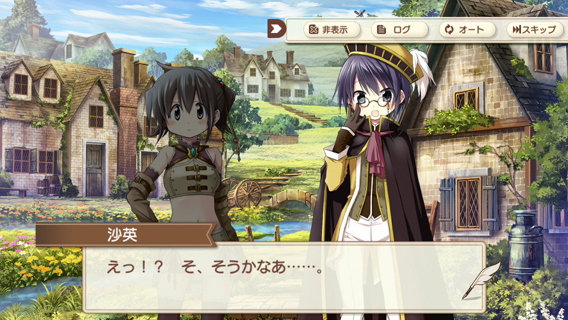 非表示
ログ
オート
スキップ
沙英
えっ！？　そ、そうかなあ……。